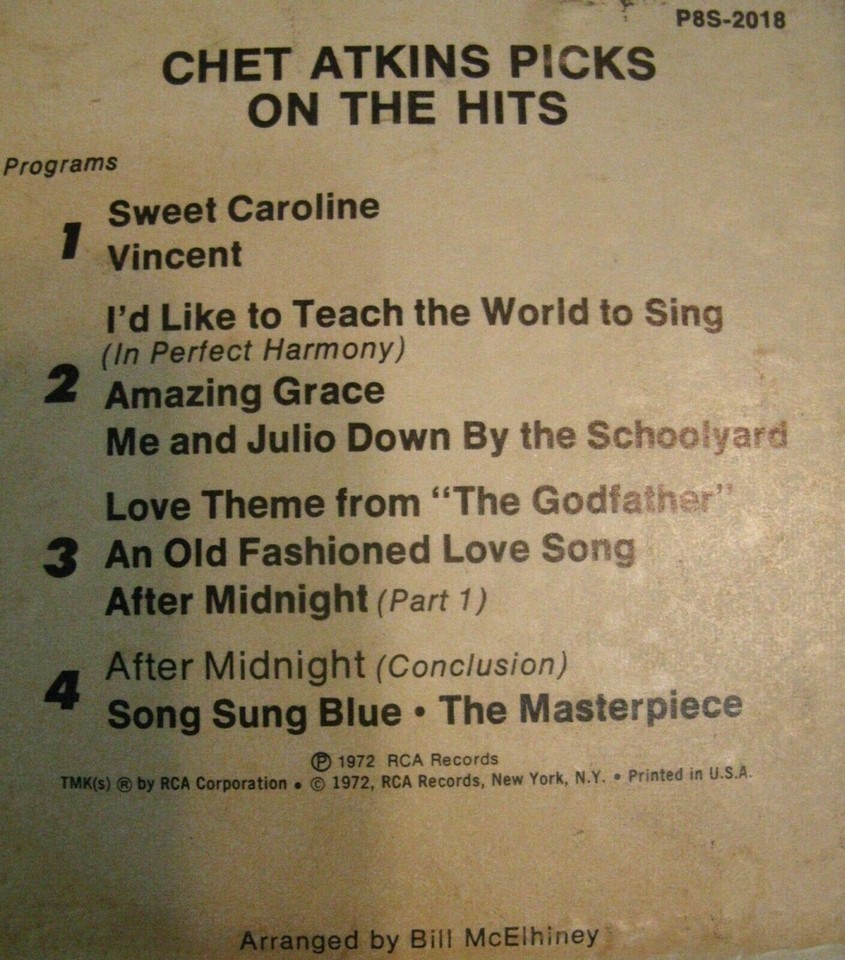 P8S-2018
CHET ATKINS PICKS
ON THE HITS
Programs
1
Sweet Caroline
Vincent
2
I'd Like to Teach the World to Sing
(In Perfect Harmony)
Amazing Grace
Me and Julio Down By the Schoolyard
3
Love Theme from "The Godfather"
An Old Fashioned Love Song
After Midnight (Part 1)
4
After Midnight (Conclusion)
Song Sung Blue • The Masterpiece
Ⓟ 1972 RCA Records
TMK(s) ® by RCA Corporation • © 1972, RCA Records, New York, N.Y. • Printed in U.S.A.
Arranged by Bill McElhiney